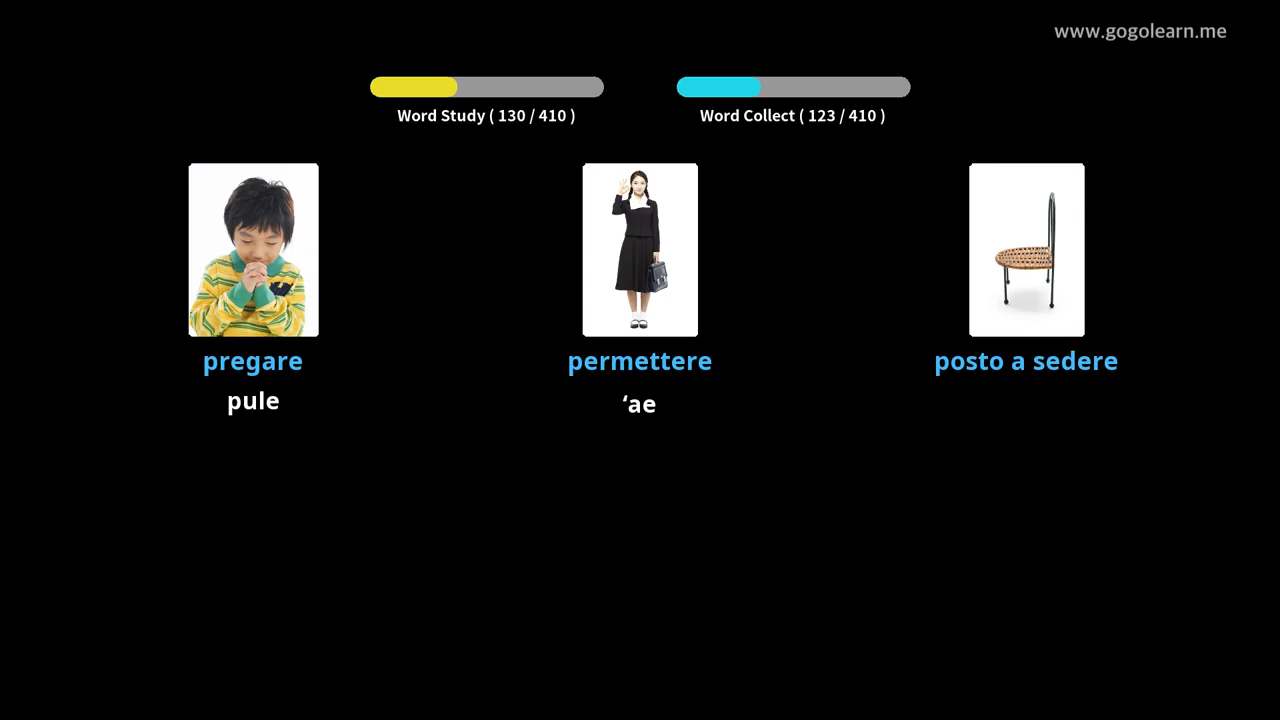 www.gogolearn.me
Word Study ( 130 / 410 )
Word Collect ( 123 / 410 )
pregare
permettere
posto a sedere
pule
‘ae